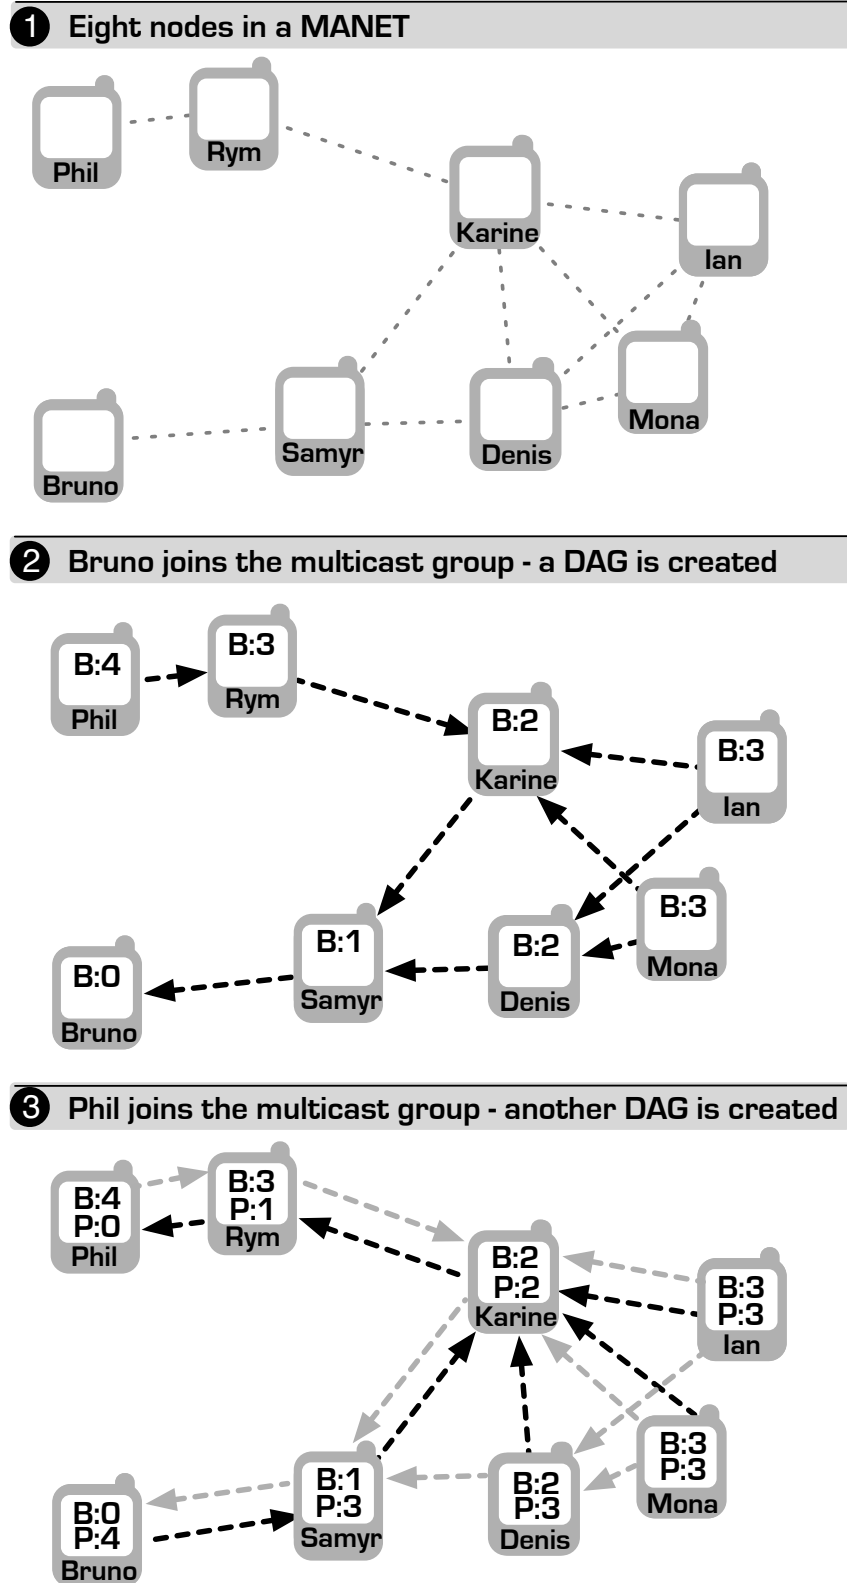 1 Eight nodes in a MANET
Phil
Rym
Karine
Ian
Mona
Samyr
Denis
Bruno
2 Bruno joins the multicast group - a DAG is created
B:4
Phil
B:3
Rym
B:2
Karine
B:3
Ian
B:3
Mona
B:1
Samyr
B:2
Denis
B:0
Bruno
3 Phil joins the multicast group - another DAG is created
B:4
P:0
Phil
B:3
P:1
Rym
B:2
P:2
Karine
B:3
P:3
Ian
B:3
P:3
Mona
B:1
P:3
Samyr
B:2
P:3
Denis
B:0
P:4
Bruno